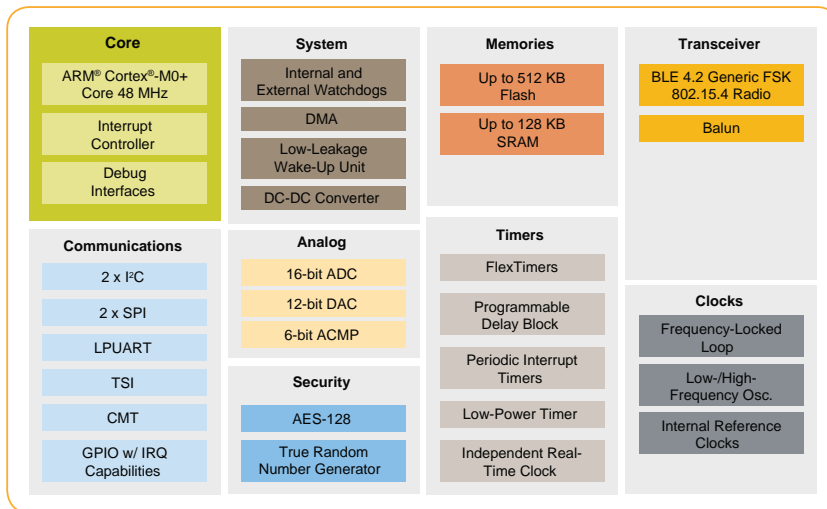 Core
ARM® Cortex®-M0+
Core 48 MHz
Interrupt
Controller
Debug
Interfaces
System
Internal and
External Watchdogs
DMA
Low-Leakage
Wake-Up Unit
DC-DC Converter
Memories
Up to 512 KB
Flash
Up to 128 KB
SRAM
Transceiver
BLE 4.2 Generic FSK
802.15.4 Radio
Balun
Communications
2 x I²C
2 x SPI
LPUART
TSI
CMT
GPIO w/ IRQ
Capabilities
Analog
16-bit ADC
12-bit DAC
6-bit ACMP
Security
AES-128
True Random
Number Generator
Timers
FlexTimers
Programmable
Delay Block
Periodic Interrupt
Timers
Low-Power Timer
Independent Real-
Time Clock
Clocks
Frequency-Locked
Loop
Low-/High-
Frequency Osc.
Internal Reference
Clocks